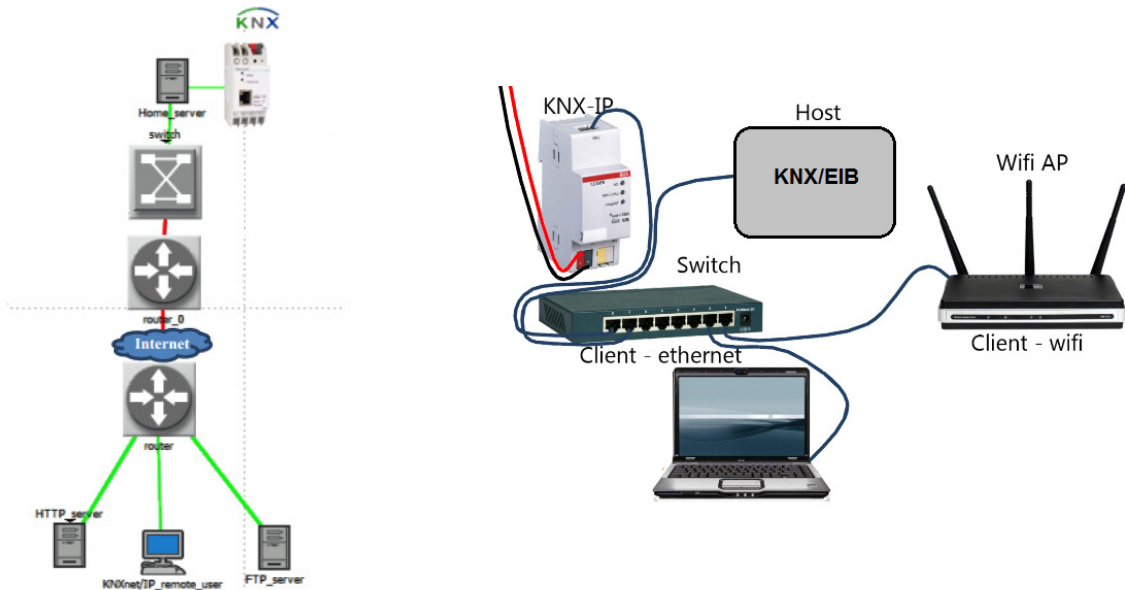 KNX
Home_server
switch
router_0
Internet
router
HTTP_server
KNXnet/IP_remote_user
FTP_server
KNX-IP
Host
KNX/EIB
Wifi AP
Switch
Client - ethernet
Client - wifi